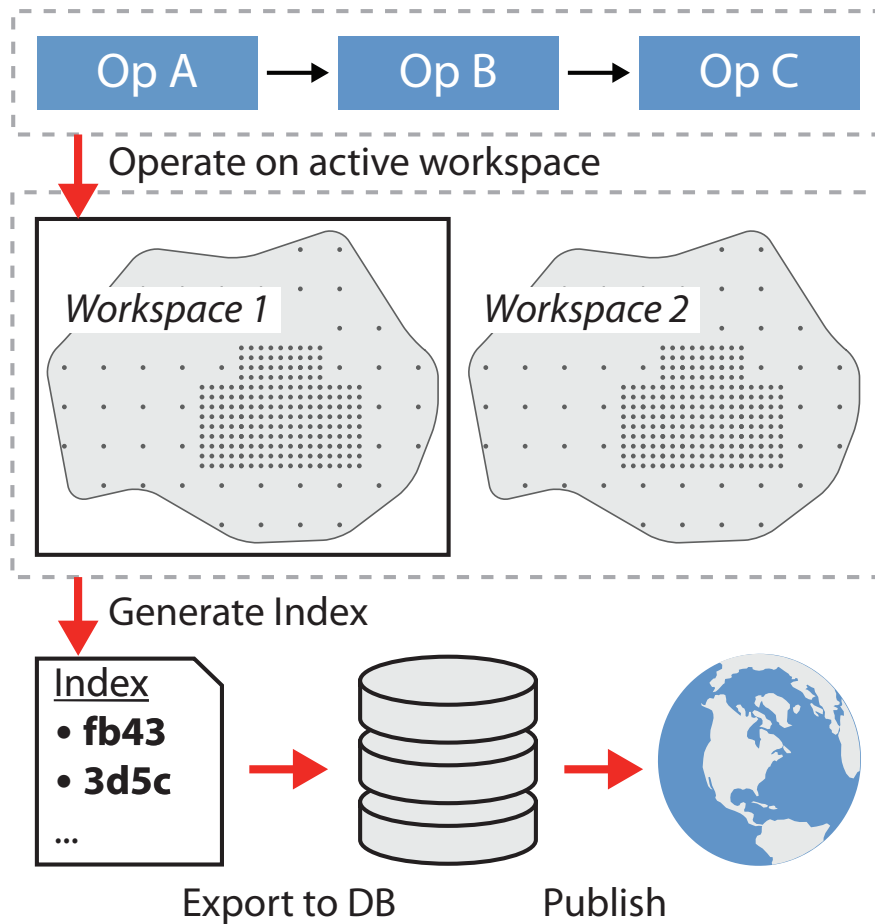 Op A
Op B
Op C
Operate on active workspace
Workspace 1
Workspace 2
Generate Index
Index
• fb43
• 3d5c
...
Export to DB
Publish